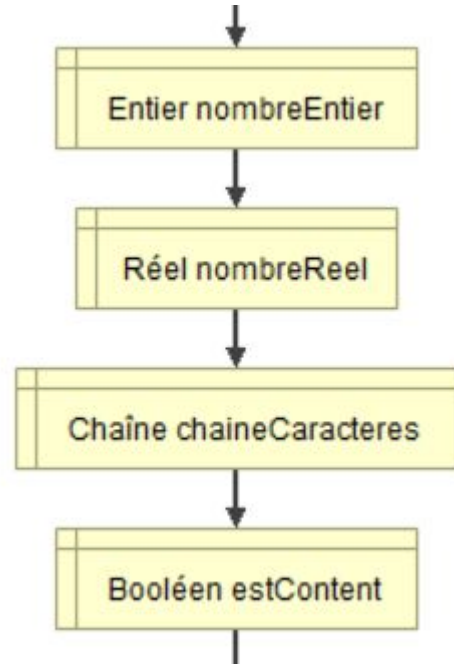 Entier nombreEntier
Réel nombreReel
Chaîne chaineCaracteres
Booléen estContent